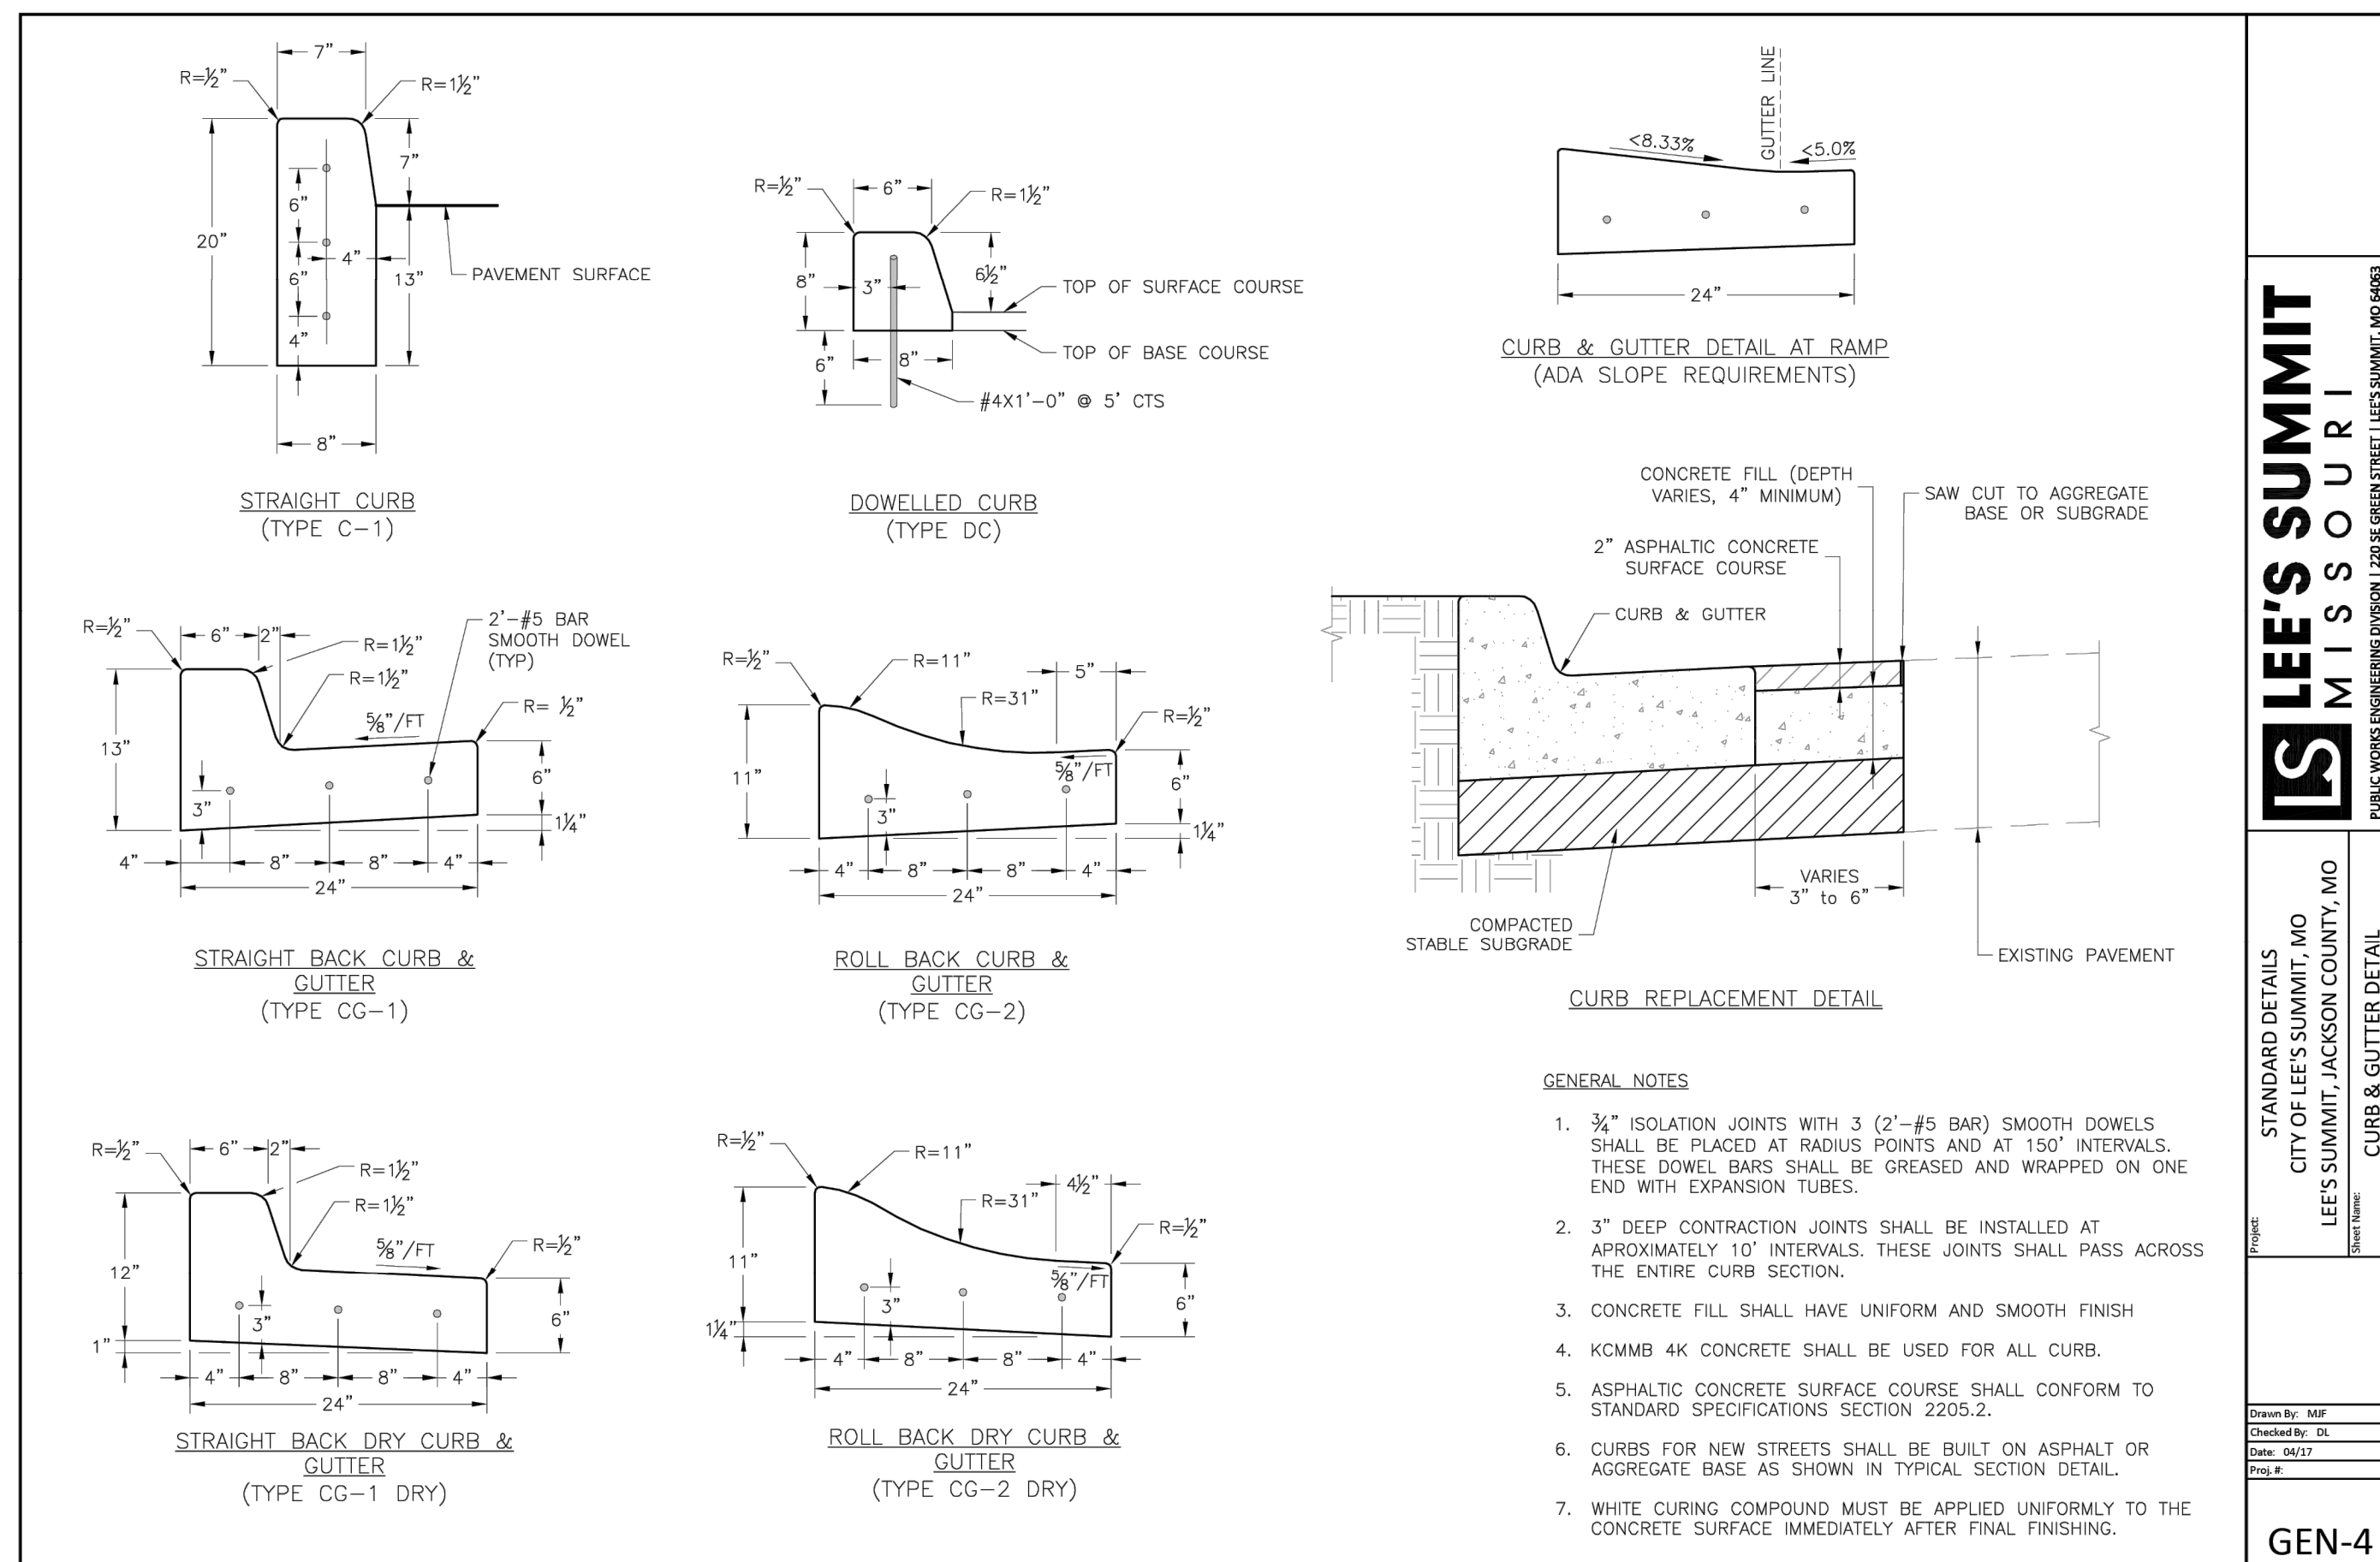 7”
R=½”
R=1½”
7”
6”
20”
4”
6”
13”
PAVEMENT SURFACE
4”
8”
STRAIGHT CURB
(TYPE C-1)
R=½”
6”
R=1½”
8”
3”
6½”
TOP OF SURFACE COURSE
6”
8”
TOP OF BASE COURSE
#4X1’-0” @ 5’ CTS
DOWELLED CURB
(TYPE DC)
GUTTER LINE
<8.33%
<5.0%
24”
CURB & GUTTER DETAIL AT RAMP
(ADA SLOPE REQUIREMENTS)
R=½”
6”
2”
R=1½”
R=1½”
2’-#5 BAR
SMOOTH DOWEL
(TYP)
⅝”/FT
R= ½”
13”
3”
6”
1¼”
4”
8”
8”
4”
24”
STRAIGHT BACK CURB &
GUTTER
(TYPE CG-1)
R=½”
R=11”
R=31”
5”
R=½”
11”
⅝”/FT
6”
3”
1¼”
4”
8”
8”
4”
24”
ROLL BACK CURB &
GUTTER
(TYPE CG-2)
CONCRETE FILL (DEPTH
VARIES, 4” MINIMUM)
SAW CUT TO AGGREGATE
BASE OR SUBGRADE
2” ASPHALTIC CONCRETE
SURFACE COURSE
CURB & GUTTER
VARIES
3” to 6”
COMPACTED
STABLE SUBGRADE
EXISTING PAVEMENT
CURB REPLACEMENT DETAIL
R=½”
6”
2”
R=1½”
R=1½”
⅝”/FT
R=½”
12”
3”
6”
1”
4”
8”
8”
4”
24”
STRAIGHT BACK DRY CURB &
GUTTER
(TYPE CG-1 DRY)
R=½”
R=11”
R=31”
4½”
R=½”
11”
⅝”/FT
3”
6”
1¼”
4”
8”
8”
4”
24”
ROLL BACK DRY CURB &
GUTTER
(TYPE CG-2 DRY)
GENERAL NOTES
1. ¾” ISOLATION JOINTS WITH 3 (2’-#5 BAR) SMOOTH DOWELS
SHALL BE PLACED AT RADIUS POINTS AND AT 150’ INTERVALS.
THESE DOWEL BARS SHALL BE GREASED AND WRAPPED ON ONE
END WITH EXPANSION TUBES.
2. 3” DEEP CONTRACTION JOINTS SHALL BE INSTALLED AT
APROXIMATELY 10’ INTERVALS. THESE JOINTS SHALL PASS ACROSS
THE ENTIRE CURB SECTION.
3. CONCRETE FILL SHALL HAVE UNIFORM AND SMOOTH FINISH
4. KCMMB 4K CONCRETE SHALL BE USED FOR ALL CURB.
5. ASPHALTIC CONCRETE SURFACE COURSE SHALL CONFORM TO
STANDARD SPECIFICATIONS SECTION 2205.2.
6. CURBS FOR NEW STREETS SHALL BE BUILT ON ASPHALT OR
AGGREGATE BASE AS SHOWN IN TYPICAL SECTION DETAIL.
7. WHITE CURING COMPOUND MUST BE APPLIED UNIFORMLY TO THE
CONCRETE SURFACE IMMEDIATELY AFTER FINAL FINISHING.
LS LEE'S SUMMIT
MISSOURI
PUBLIC WORKS ENGINEERING DIVISION | 220 SE GREEN STREET | LEE'S SUMMIT, MO 64063
Project:
STANDARD DETAILS
CITY OF LEE'S SUMMIT, MO
LEE'S SUMMIT, JACKSON COUNTY, MO
Sheet Name:
CURB & GUTTER DETAIL
Drawn By: MJF
Checked By: DL
Date: 04/17
Proj. #:
GEN-4